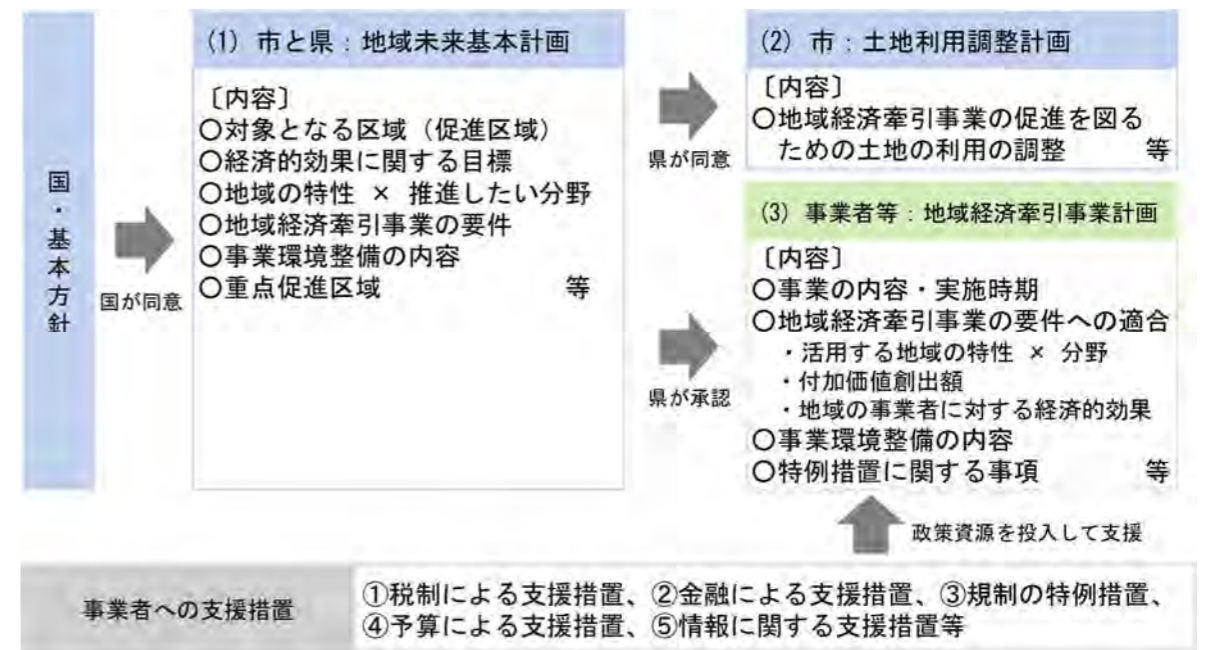 国・基本方針
国が同意
(1) 市と県:地域未来基本計画
〔内容〕
○対象となる区域(促進区域)
○経済的効果に関する目標
○地域の特性 × 推進したい分野
○地域経済牽引事業の要件
○事業環境整備の内容
○重点促進区域 等
県が同意
(2) 市:土地利用調整計画
〔内容〕
○地域経済牽引事業の促進を図る
ための土地の利用の調整 等
県が承認
(3) 事業者等:地域経済牽引事業計画
〔内容〕
○事業の内容・実施時期
○地域経済牽引事業の要件への適合
・活用する地域の特性 × 分野
・付加価値創出額
・地域の事業者に対する経済的効果
○事業環境整備の内容
○特例措置に関する事項 等
政策資源を投入して支援
事業者への支援措置
①税制による支援措置、②金融による支援措置、③規制の特例措置、
④予算による支援措置、⑤情報に関する支援措置等